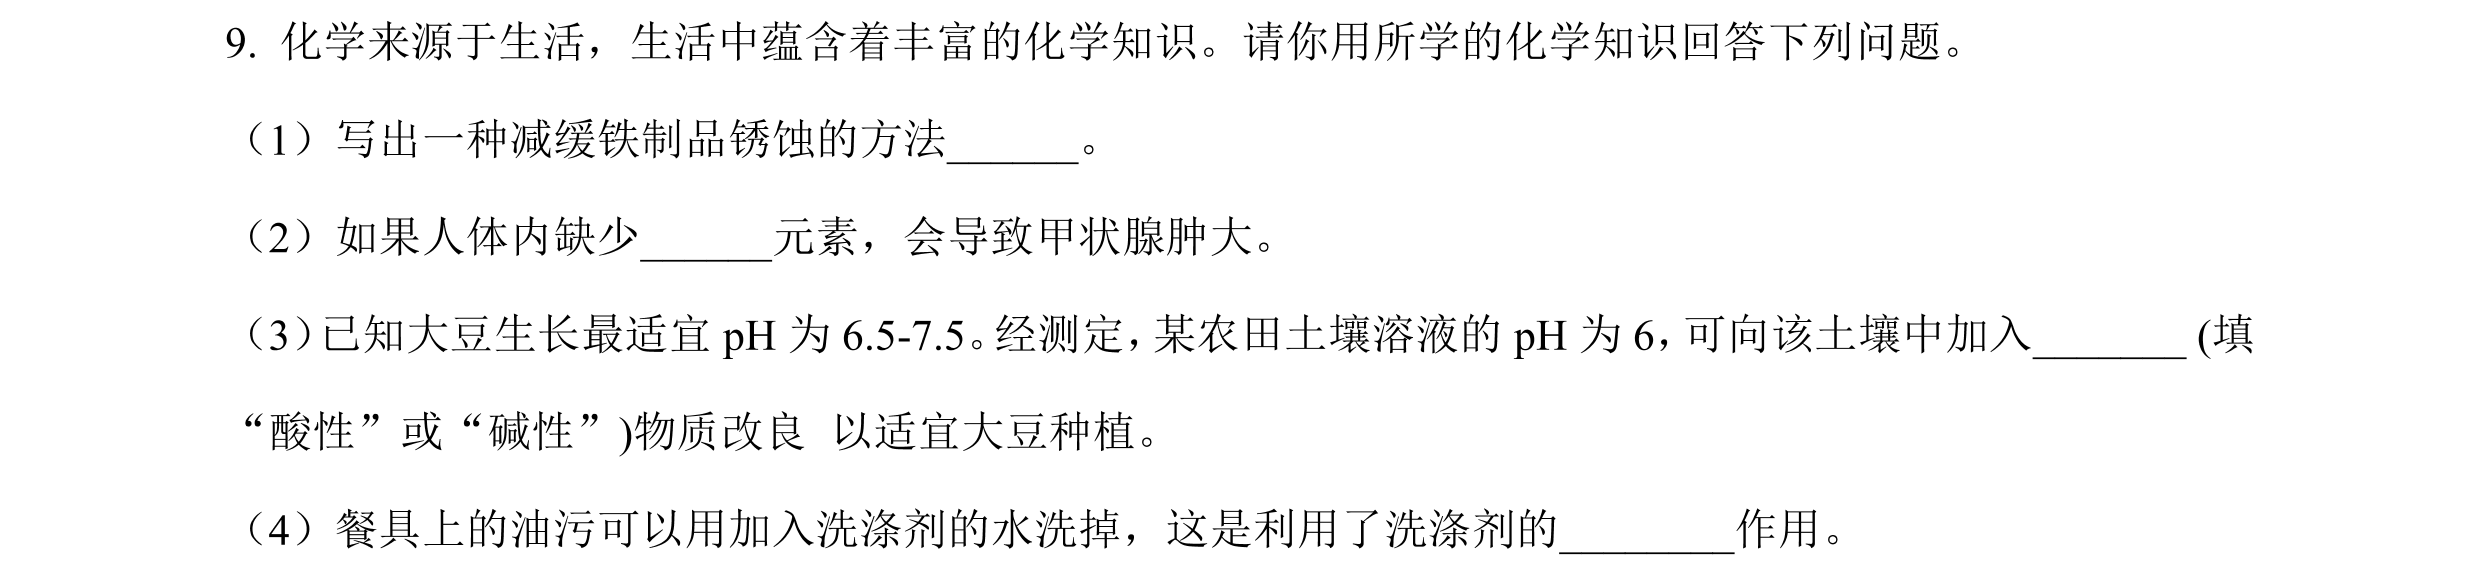 9. 化学来源于生活，生活中蕴含着丰富的化学知识。请你用所学的化学知识回答下列问题。
（1）写出一种减缓铁制品锈蚀的方法______。
（2）如果人体内缺少______元素，会导致甲状腺肿大。
（3）已知大豆生长最适宜 pH 为 6.5-7.5。经测定，某农田土壤溶液的 pH 为 6，可向该土壤中加入_______ (填
“酸性”或“碱性”)物质改良 以适宜大豆种植。
（4）餐具上的油污可以用加入洗涤剂的水洗掉，这是利用了洗涤剂的________作用。